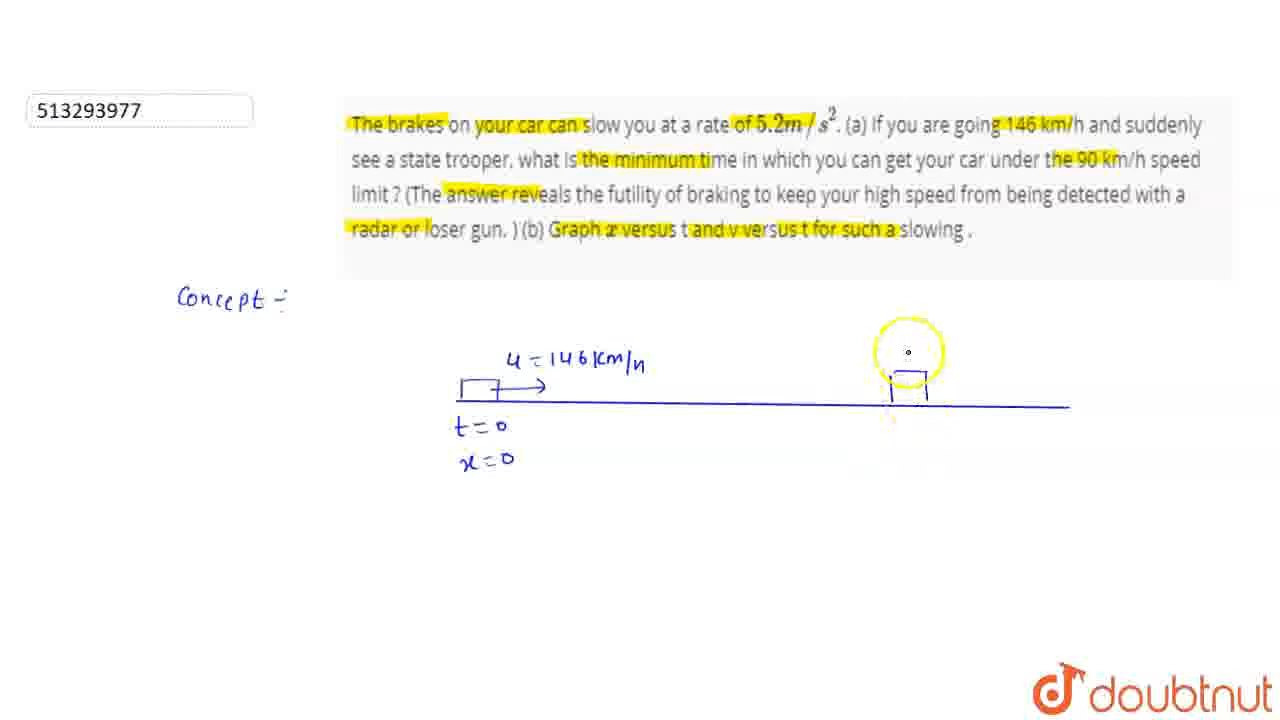 513293977
The brakes on your car can slow you at a rate of 5.2m/s². (a) If you are going 146 km/h and suddenly
see a state trooper, what is the minimum time in which you can get your car under the 90 km/h speed
limit ? (The answer reveals the futility of braking to keep your high speed from being detected with a
radar or loser gun. ) (b) Graph x versus t and v versus t for such a slowing .
Concept :-
u = 146 km/h
t = 0
x = 0
doubtnut